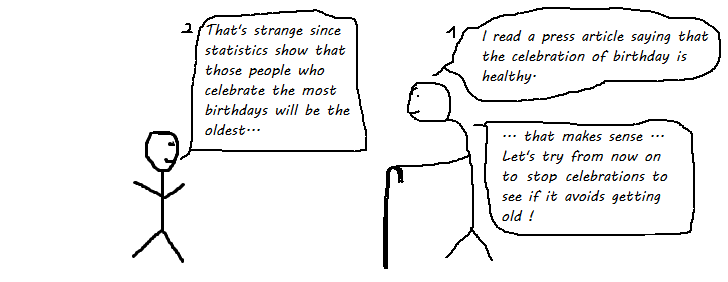 1
I read a press article saying that
the celebration of birthday is
healthy.
2
That's strange since
statistics show that
those people who
celebrate the most
birthdays will be the
oldest...
... that makes sense ...
Let's try from now on
to stop celebrations to
see if it avoids getting
old !